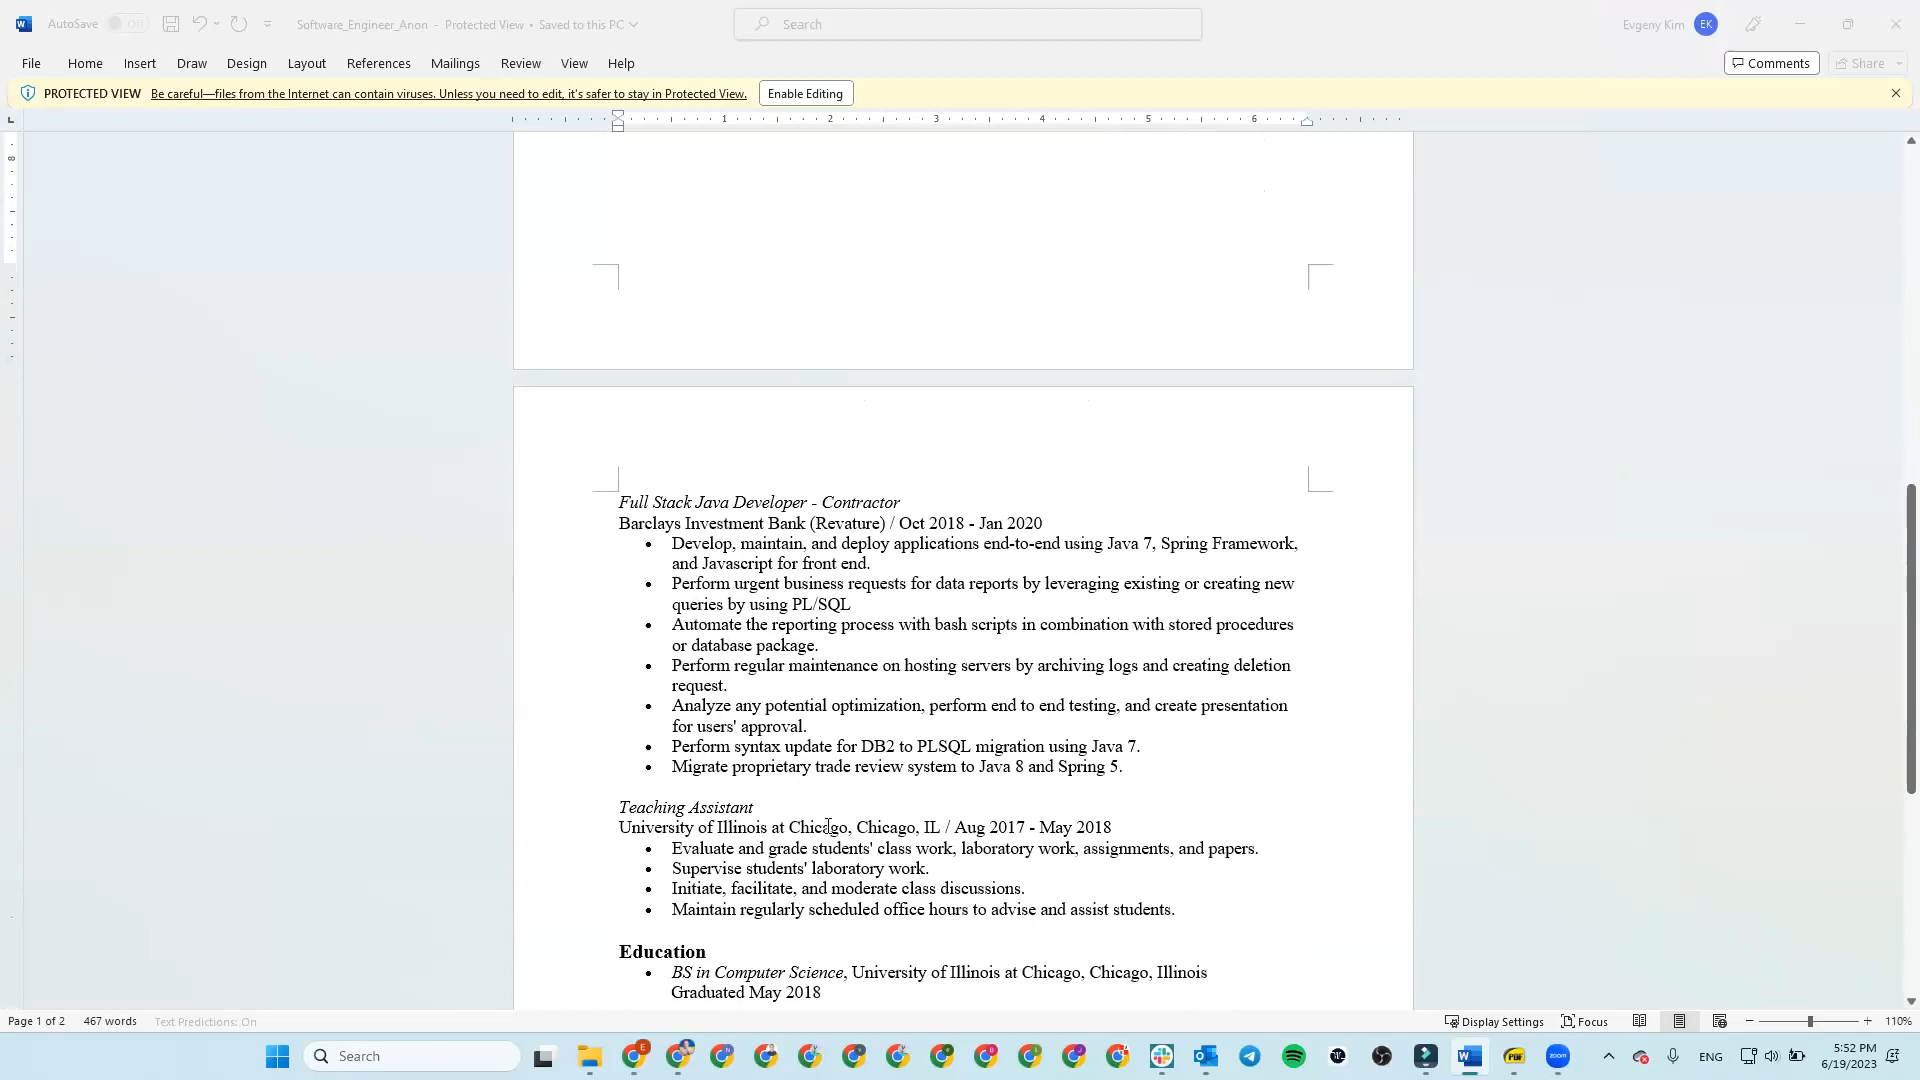 AutoSave Off Software_Engineer_Anon - Protected View • Saved to this PC Search Evgeny Kim EK
File Home Insert Draw Design Layout References Mailings Review View Help Comments Share
PROTECTED VIEW Be careful—files from the Internet can contain viruses. Unless you need to edit, it's safer to stay in Protected View. Enable Editing
1 2 3 4 5 6
8
Full Stack Java Developer - Contractor
Barclays Investment Bank (Revature) / Oct 2018 - Jan 2020
• Develop, maintain, and deploy applications end-to-end using Java 7, Spring Framework,
and Javascript for front end.
• Perform urgent business requests for data reports by leveraging existing or creating new
queries by using PL/SQL
• Automate the reporting process with bash scripts in combination with stored procedures
or database package.
• Perform regular maintenance on hosting servers by archiving logs and creating deletion
request.
• Analyze any potential optimization, perform end to end testing, and create presentation
for users' approval.
• Perform syntax update for DB2 to PLSQL migration using Java 7.
• Migrate proprietary trade review system to Java 8 and Spring 5.
Teaching Assistant
University of Illinois at Chicago, Chicago, IL / Aug 2017 - May 2018
• Evaluate and grade students' class work, laboratory work, assignments, and papers.
• Supervise students' laboratory work.
• Initiate, facilitate, and moderate class discussions.
• Maintain regularly scheduled office hours to advise and assist students.
Education
• BS in Computer Science, University of Illinois at Chicago, Chicago, Illinois
Graduated May 2018
Page 1 of 2 467 words Text Predictions: On Display Settings Focus 110%
Search ENG 5:52 PM
6/19/2023